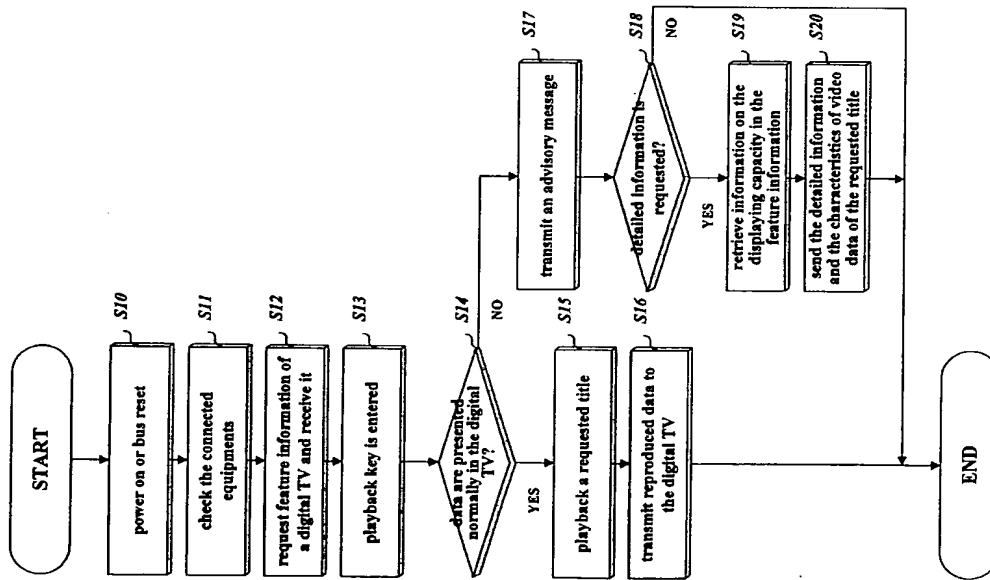 START
S10
power on or bus reset
S11
check the connected
equipments
S12
request feature information of
a digital TV and receive it
S13
playback key is entered
S14
data are presented
normally in the digital
TV?
NO
YES
S15
playback a requested title
S16
transmit reproduced data to
the digital TV
S17
transmit an advisory message
S18
detailed information is
requested?
NO
YES
S19
retrieve information on the
displaying capacity in the
feature information
S20
send the detailed information
and the characteristics of video
data of the requested title
END